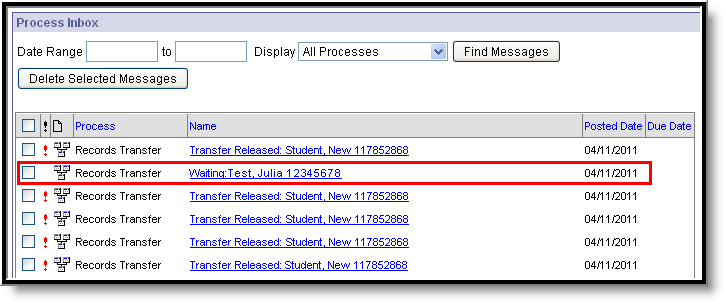 Process Inbox
Date Range to Display All Processes Find Messages
Delete Selected Messages
! Process Name Posted Date Due Date
! Records Transfer Transfer Released: Student, New 117852868 04/11/2011
Records Transfer Waiting:Test, Julia 12345678 04/11/2011
! Records Transfer Transfer Released: Student, New 117852868 04/11/2011
! Records Transfer Transfer Released: Student, New 117852868 04/11/2011
! Records Transfer Transfer Released: Student, New 117852868 04/11/2011
! Records Transfer Transfer Released: Student, New 117852868 04/11/2011